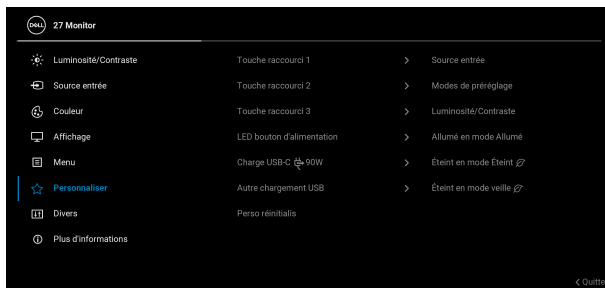 DELL 27 Monitor
Luminosité/Contraste Touche raccourci 1 Source entrée
Source entrée Touche raccourci 2 Modes de préréglage
Couleur Touche raccourci 3 Luminosité/Contraste
Affichage LED bouton d'alimentation Allumé en mode Allumé
Menu Charge USB-C 90W Éteint en mode Éteint
Personnaliser Autre chargement USB Éteint en mode veille
Divers Perso réinitialis
Plus d'informations
Quitte